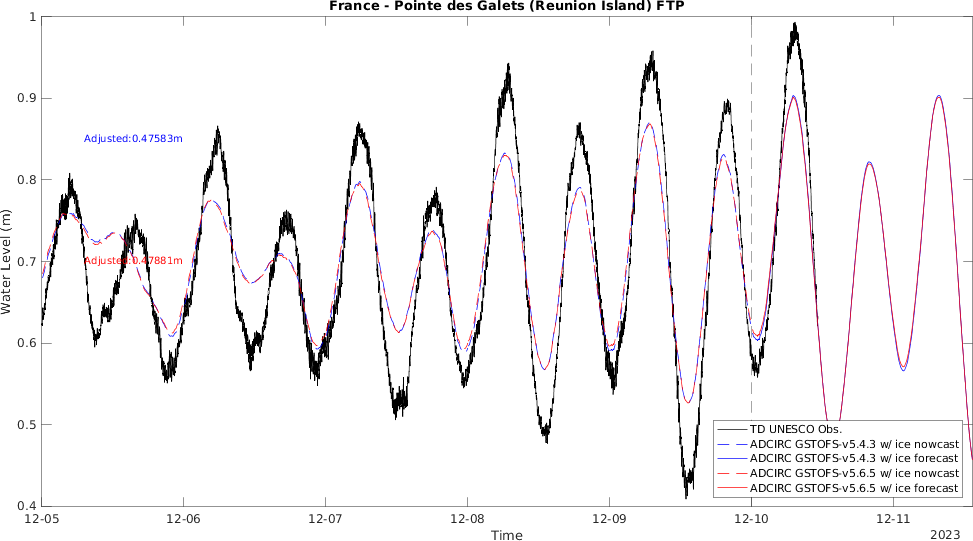 France - Pointe des Galets (Reunion Island) FTP
1
0.9
0.8
0.7
0.6
0.5
0.4
Water Level (m)
Adjusted:0.47583m
Adjusted:0.47881m
TD UNESCO Obs.
ADCIRC GSTOFS-v5.4.3 w/ ice nowcast
ADCIRC GSTOFS-v5.4.3 w/ ice forecast
ADCIRC GSTOFS-v5.6.5 w/ ice nowcast
ADCIRC GSTOFS-v5.6.5 w/ ice forecast
12-05 12-06 12-07 12-08 12-09 12-10 12-11
Time
2023